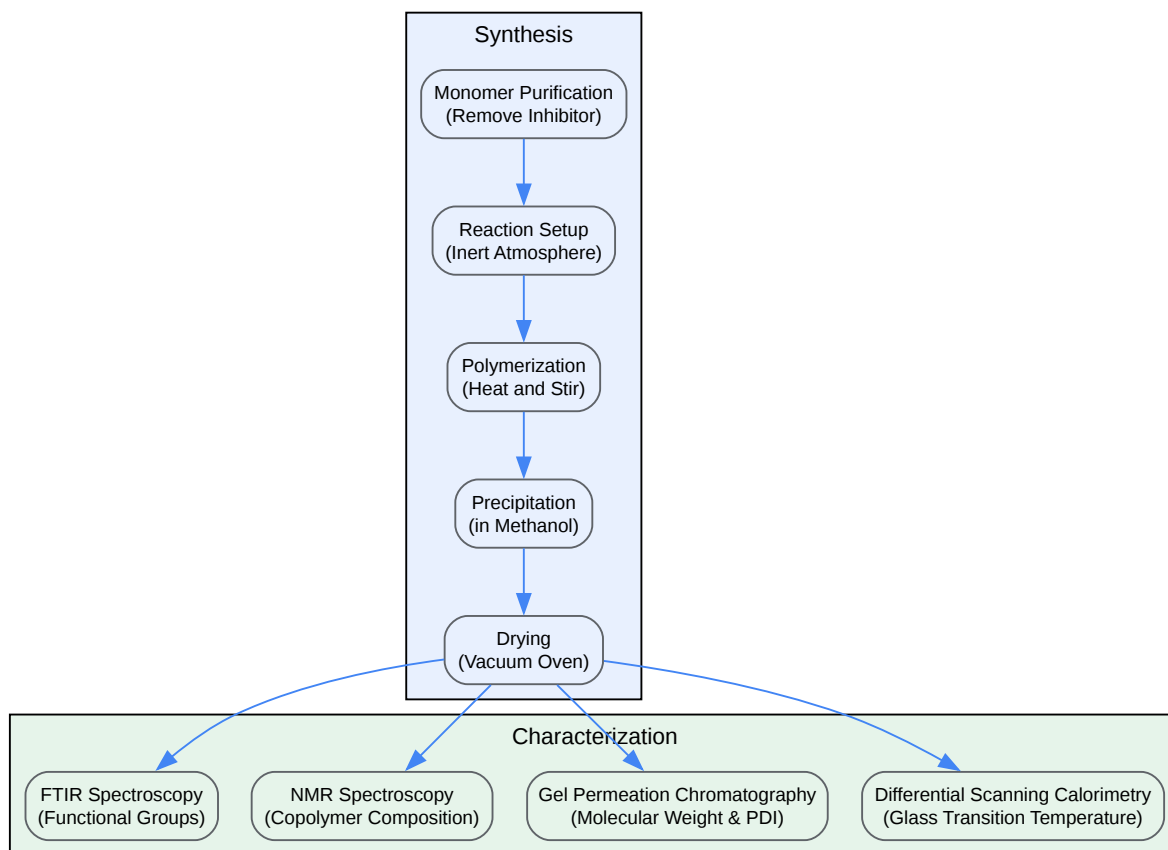 Synthesis
Monomer Purification
(Remove Inhibitor)
Reaction Setup
(Inert Atmosphere)
Polymerization
(Heat and Stir)
Precipitation
(in Methanol)
Drying
(Vacuum Oven)
Characterization
FTIR Spectroscopy
(Functional Groups)
NMR Spectroscopy
(Copolymer Composition)
Gel Permeation Chromatography
(Molecular Weight & PDI)
Differential Scanning Calorimetry
(Glass Transition Temperature)